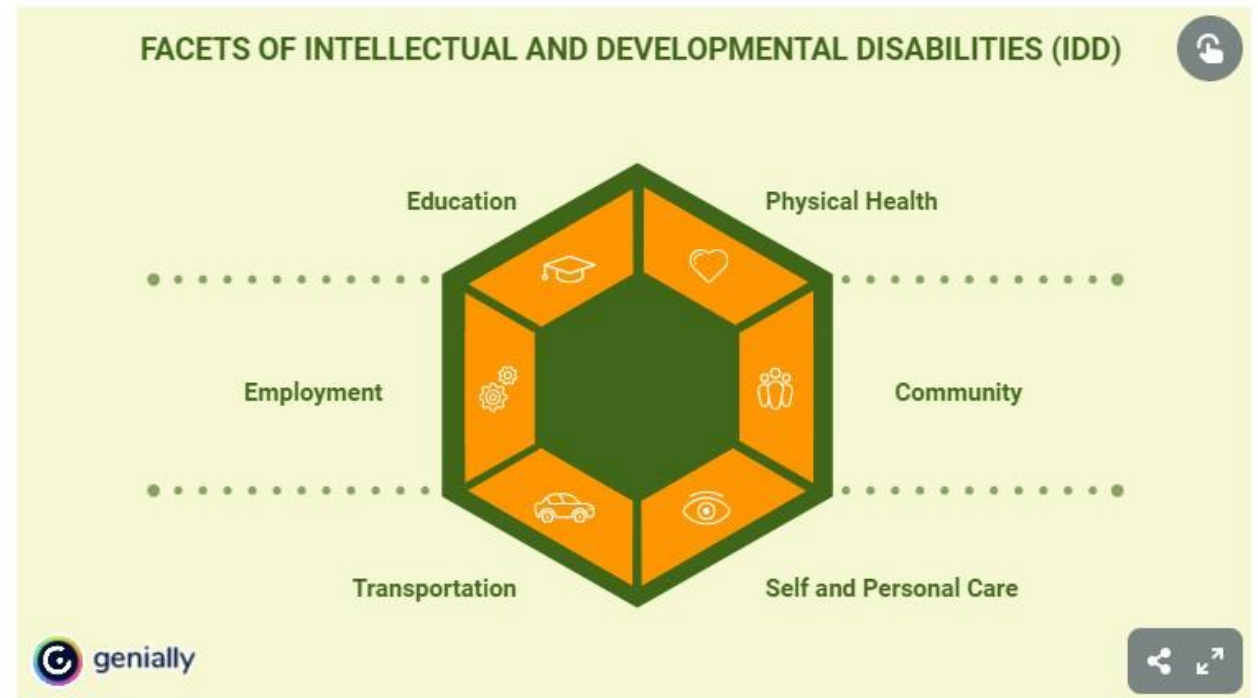 FACETS OF INTELLECTUAL AND DEVELOPMENTAL DISABILITIES (IDD)
Education
Physical Health
Employment
Community
Transportation
Self and Personal Care
genially